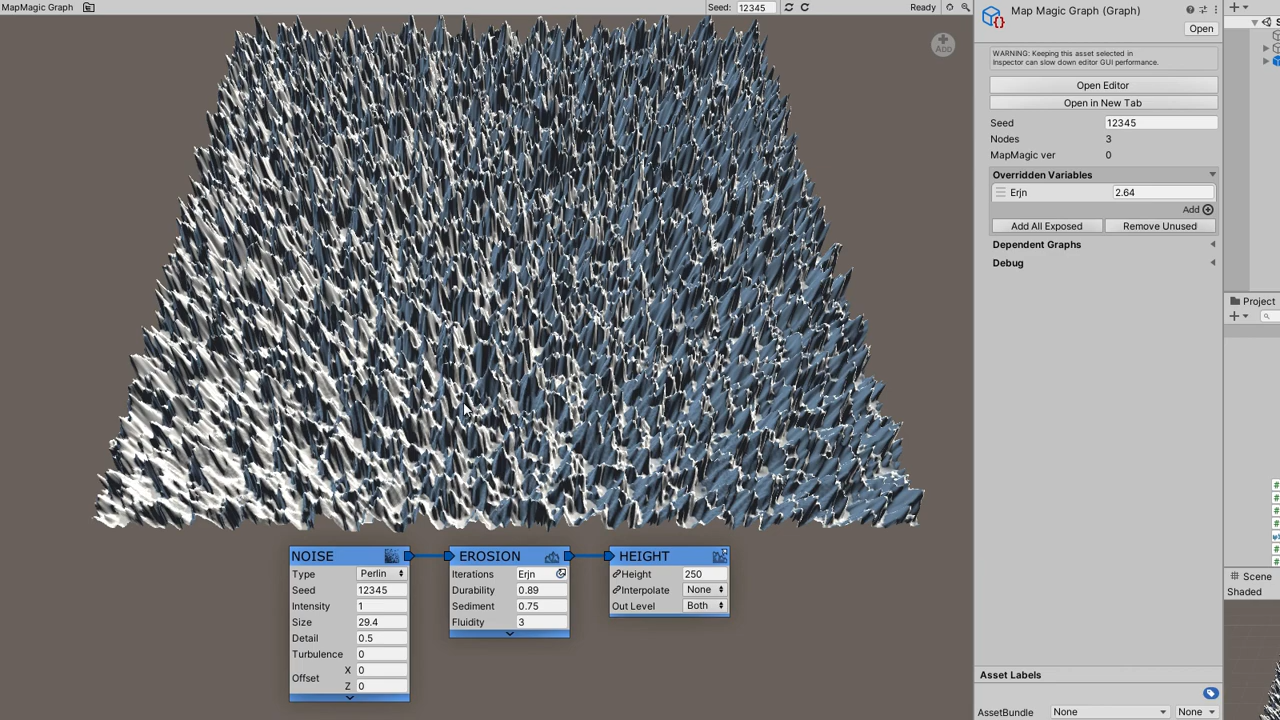 MapMagic Graph
Seed: 12345
Ready
ADD
NOISE
Type Perlin
Seed 12345
Intensity 1
Size 29.4
Detail 0.5
Turbulence 0
Offset X 0
Z 0
EROSION
Iterations Erjn
Durability 0.89
Sediment 0.75
Fluidity 3
HEIGHT
Height 250
Interpolate None
Out Level Both
Map Magic Graph (Graph)
Open
WARNING: Keeping this asset selected in
Inspector can slow down editor GUI performance.
Open Editor
Open in New Tab
Seed 12345
Nodes 3
MapMagic ver 0
Overridden Variables
Erjn 2.64
Add
Add All Exposed Remove Unused
Dependent Graphs
Debug
Asset Labels
AssetBundle None None
Project
Scene
Shaded